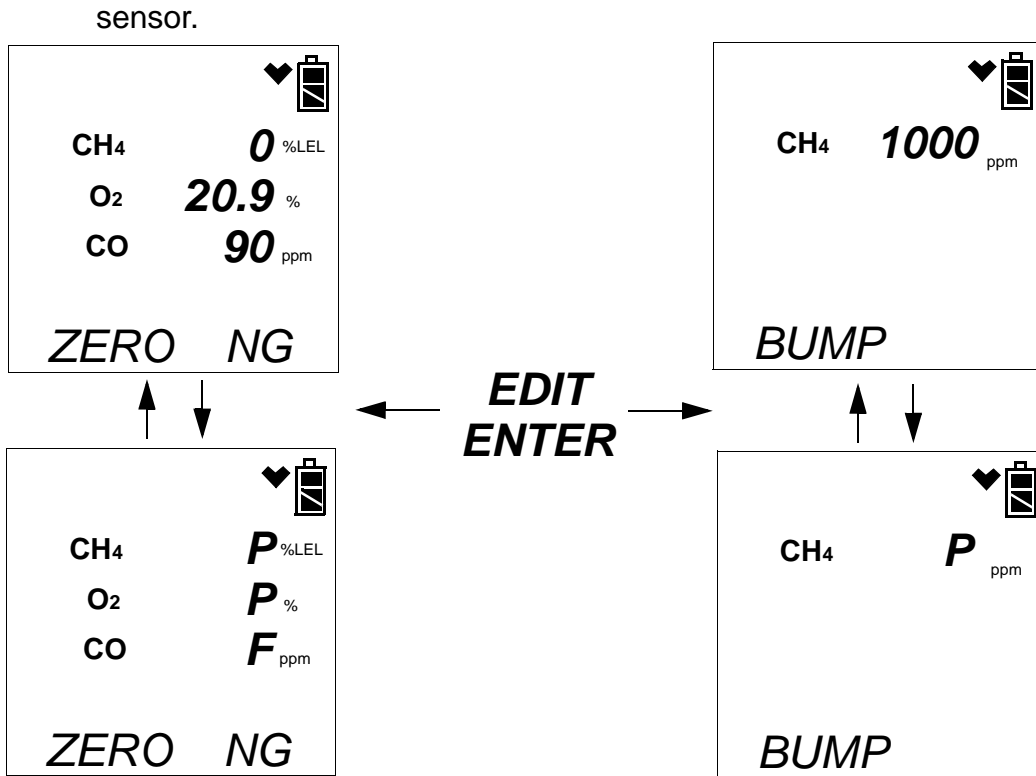 sensor.
CH4 0 %LEL
O2 20.9 %
CO 90 ppm
ZERO NG
CH4 1000 ppm
BUMP
EDIT
ENTER
CH4 P %LEL
O2 P %
CO F ppm
ZERO NG
CH4 P ppm
BUMP